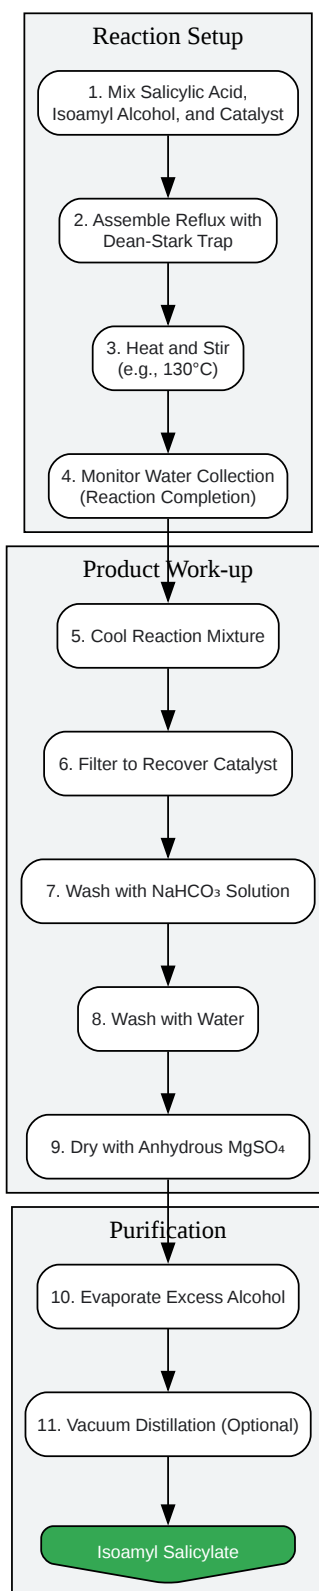 Reaction Setup
1. Mix Salicylic Acid,
Isoamyl Alcohol, and Catalyst
2. Assemble Reflux with
Dean-Stark Trap
3. Heat and Stir
(e.g., 130°C)
4. Monitor Water Collection
(Reaction Completion)
Product Work-up
5. Cool Reaction Mixture
6. Filter to Recover Catalyst
7. Wash with NaHCO₃ Solution
8. Wash with Water
9. Dry with Anhydrous MgSO₄
Purification
10. Evaporate Excess Alcohol
11. Vacuum Distillation (Optional)
Isoamyl Salicylate